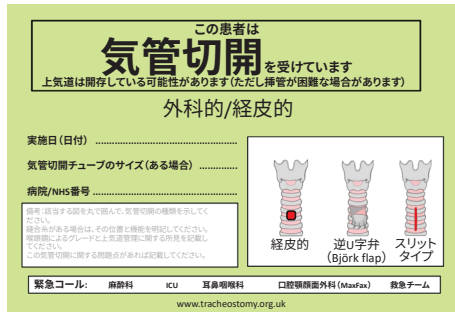 この患者は
気管切開を受けています
上気道は開存している可能性があります(ただし挿管が困難な場合があります)
外科的/経皮的
実施日(日付) ..................................................
気管切開チューブのサイズ(ある場合) .............
病院/NHS番号 ..................................................
備考:該当する図を丸で囲んで、気管切開の種類を示してく
ださい。
縫合糸がある場合は、その位置と機能を明記してください。
喉頭鏡によるグレードと上気道管理に関する所見を記載し
てください。
この気管切開に関する問題点があれば記載してください。
経皮的
逆U字弁
(Björk flap)
スリット
タイプ
緊急コール: 麻酔科 ICU 耳鼻咽喉科 口腔顎顔面外科(MaxFax) 救急チーム
www.tracheostomy.org.uk